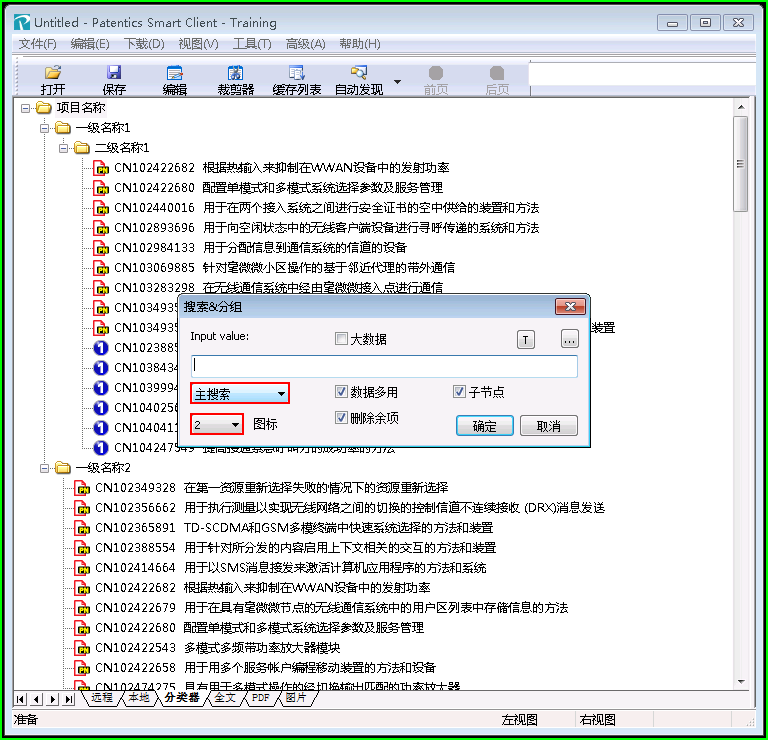 Untitled - Patentics Smart Client - Training
文件(F) 编辑(E) 下载(D) 视图(V) 工具(T) 高级(A) 帮助(H)
打开 保存 编辑 裁剪器 缓存列表 自动发现 前页 后页
项目名称
一级名称1
二级名称1
CN102422682 根据热输入来抑制在WWAN设备中的发射功率
CN102422680 配置单模式和多模式系统选择参数及服务管理
CN102440016 用于在两个接入系统之间进行安全证书的空中供给的装置和方法
CN102893696 用于向空闲状态中的无线客户端设备进行寻呼传递的系统和方法
CN102984133 用于分配信息到通信系统的信道的设备
CN103069885 针对毫微微小区操作的基于邻近代理的带外通信
CN103283298 在无线通信系统中经由毫微微接入点进行通信
CN103493
CN103493 装置
CN102388
CN103843
CN103999
CN104025
CN104041
CN104247549
搜索&分组
Input value: 大数据 T ...
主搜索 数据多用 子节点
2 图标 删除余项 确定 取消
一级名称2
CN102349328 在第一资源重新选择失败的情况下的资源重新选择
CN102356662 用于执行测量以实现无线网络之间的切换的控制信道不连续接收 (DRX)消息发送
CN102365891 TD-SCDMA和GSM多模终端中快速系统选择的方法和装置
CN102388554 用于针对所分发的内容启用上下文相关的交互的方法和装置
CN102414664 用于以SMS消息接发来激活计算机应用程序的方法和系统
CN102422682 根据热输入来抑制在WWAN设备中的发射功率
CN102422679 用于在具有毫微微节点的无线通信系统中的用户区列表中存储信息的方法
CN102422680 配置单模式和多模式系统选择参数及服务管理
CN102422543 多模式多频带功率放大器模块
CN102422658 用于用多个服务帐户编程移动装置的方法和设备
CN102474275 具有用于多模式操作的经切换输出匹配的功率放大器
远程 本地 分类器 全文 PDF 图片
准备 左视图 右视图